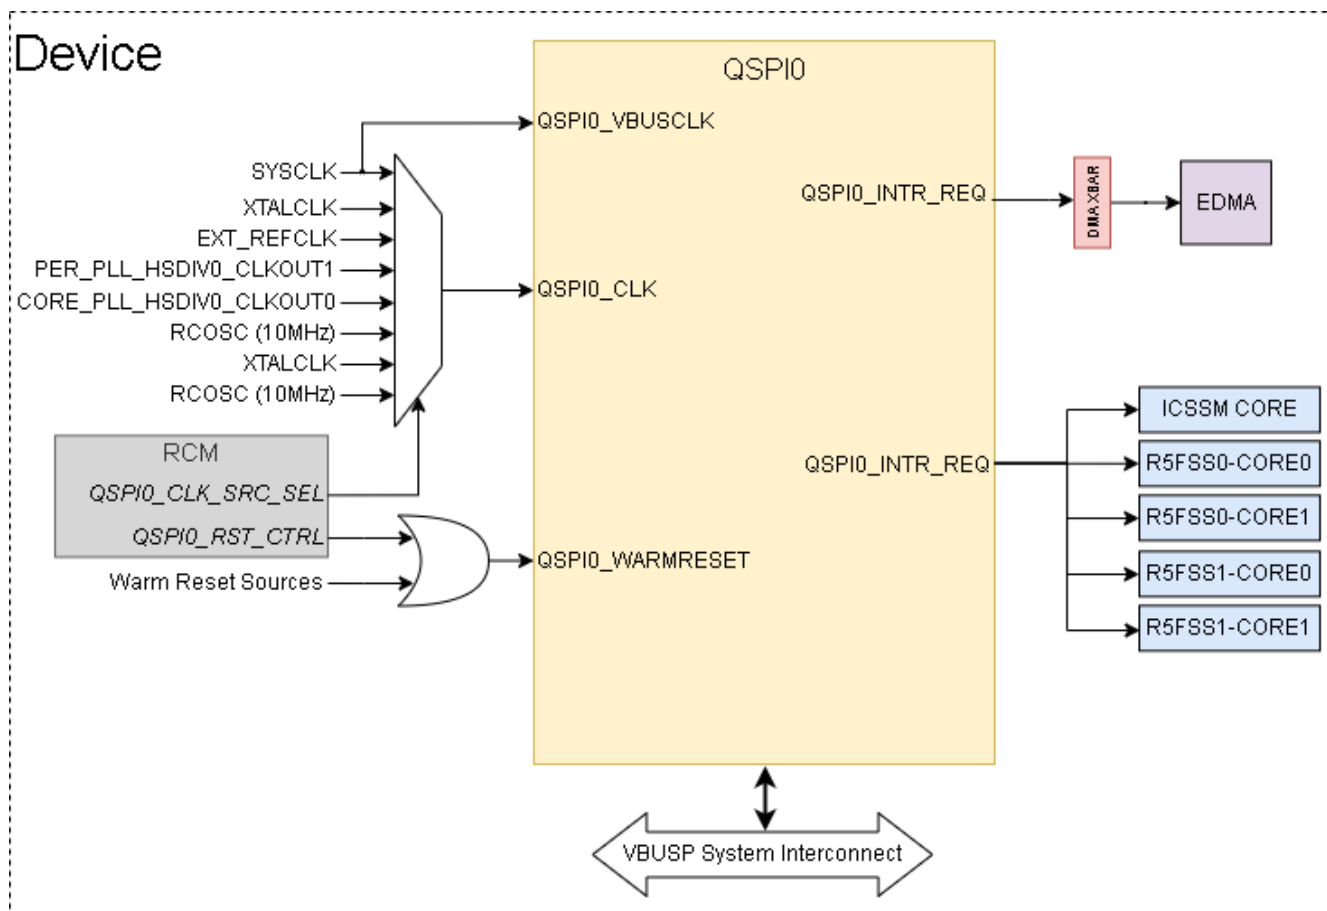 Device
QSPI0
QSPI0_VBUSCLK
SYSCLK
XTALCLK
EXT_REFCLK
PER_PLL_HSDIV0_CLKOUT1
CORE_PLL_HSDIV0_CLKOUT0
RCOSC (10MHz)
XTALCLK
RCOSC (10MHz)
QSPI0_CLK
RCM
QSPI0_CLK_SRC_SEL
QSPI0_RST_CTRL
Warm Reset Sources
QSPI0_WARMRESET
QSPI0_INTR_REQ
DMA XBAR
EDMA
QSPI0_INTR_REQ
ICSSM CORE
R5FSS0-CORE0
R5FSS0-CORE1
R5FSS1-CORE0
R5FSS1-CORE1
VBUSP System Interconnect